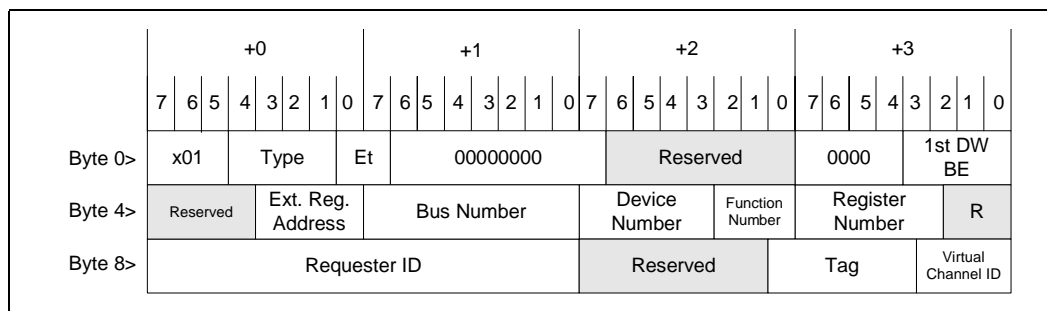 +0 +1 +2 +3
7 6 5 4 3 2 1 0 7 6 5 4 3 2 1 0 7 6 5 4 3 2 1 0 7 6 5 4 3 2 1 0
Byte 0> x01 Type Et 00000000 Reserved 0000 1st DW
BE
Byte 4> Reserved Ext. Reg.
Address Bus Number Device
Number Function
Number Register
Number R
Byte 8> Requester ID Reserved Tag Virtual
Channel ID